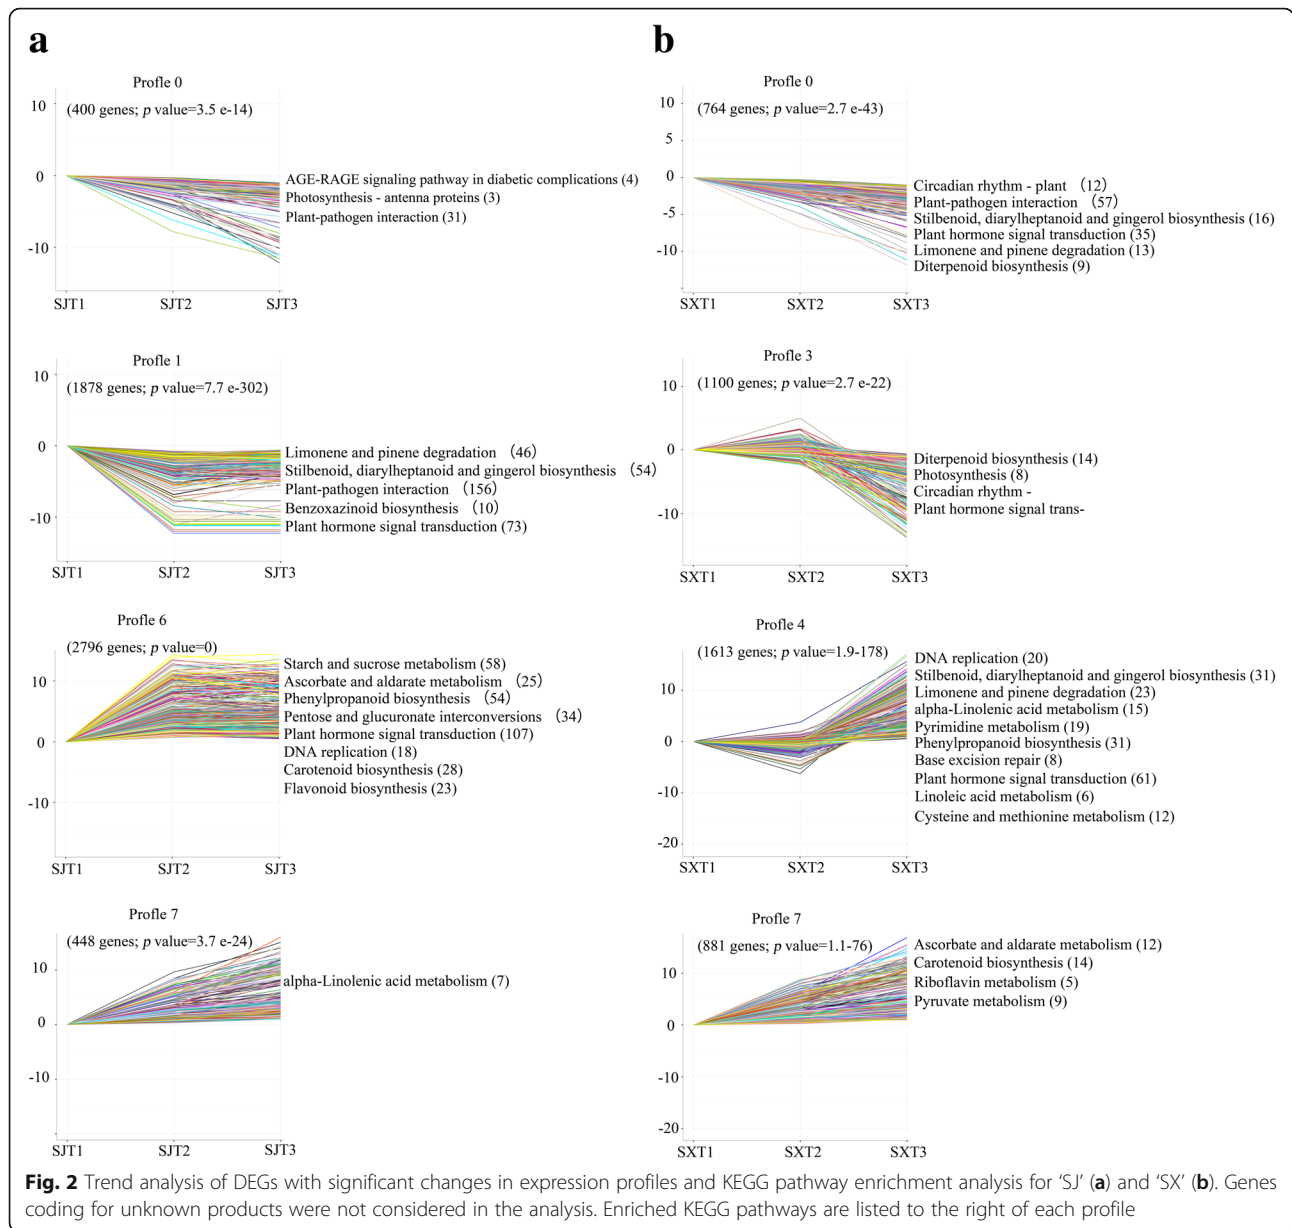 a
Profle 0
(400 genes; p value=3.5 e-14)
10
0
-10
AGE-RAGE signaling pathway in diabetic complications (4)
Photosynthesis - antenna proteins (3)
Plant-pathogen interaction (31)
SJT1 SJT2 SJT3
Profle 1
(1878 genes; p value=7.7 e-302)
10
0
-10
Limonene and pinene degradation （46）
Stilbenoid, diarylheptanoid and gingerol biosynthesis （54）
Plant-pathogen interaction （156）
Benzoxazinoid biosynthesis （10）
Plant hormone signal transduction (73)
SJT1 SJT2 SJT3
Profle 6
(2796 genes; p value=0)
10
0
-10
Starch and sucrose metabolism (58)
Ascorbate and aldarate metabolism （25）
Phenylpropanoid biosynthesis （54）
Pentose and glucuronate interconversions （34）
Plant hormone signal transduction (107)
DNA replication (18)
Carotenoid biosynthesis (28)
Flavonoid biosynthesis (23)
SJT1 SJT2 SJT3
Profle 7
(448 genes; p value=3.7 e-24)
10
0
-10
alpha-Linolenic acid metabolism (7)
SJT1 SJT2 SJT3
b
Profle 0
(764 genes; p value=2.7 e-43)
10
5
0
-5
-10
Circadian rhythm - plant （12）
Plant-pathogen interaction （57）
Stilbenoid, diarylheptanoid and gingerol biosynthesis (16)
Plant hormone signal transduction (35)
Limonene and pinene degradation (13)
Diterpenoid biosynthesis (9)
SXT1 SXT2 SXT3
Profle 3
(1100 genes; p value=2.7 e-22)
10
0
-10
Diterpenoid biosynthesis (14)
Photosynthesis (8)
Circadian rhythm -
Plant hormone signal trans-
SXT1 SXT2 SXT3
Profle 4
(1613 genes; p value=1.9-178)
10
0
-10
-20
DNA replication (20)
Stilbenoid, diarylheptanoid and gingerol biosynthesis (31)
Limonene and pinene degradation (23)
alpha-Linolenic acid metabolism (15)
Pyrimidine metabolism (19)
Phenylpropanoid biosynthesis (31)
Base excision repair (8)
Plant hormone signal transduction (61)
Linoleic acid metabolism (6)
Cysteine and methionine metabolism (12)
SXT1 SXT2 SXT3
Profle 7
(881 genes; p value=1.1-76)
10
0
-10
-20
Ascorbate and aldarate metabolism (12)
Carotenoid biosynthesis (14)
Riboflavin metabolism (5)
Pyruvate metabolism (9)
SXT1 SXT2 SXT3
Fig. 2 Trend analysis of DEGs with significant changes in expression profiles and KEGG pathway enrichment analysis for ‘SJ’ (a) and ‘SX’ (b). Genes
coding for unknown products were not considered in the analysis. Enriched KEGG pathways are listed to the right of each profile